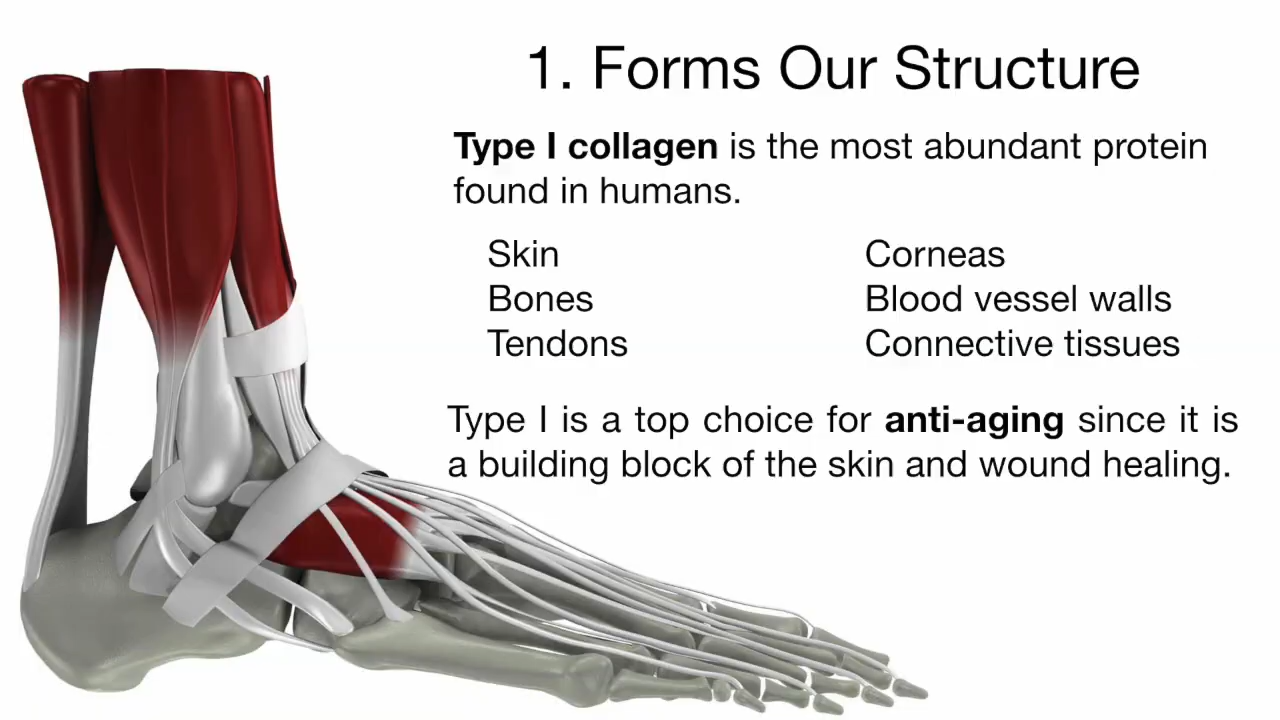 1. Forms Our Structure
Type I collagen is the most abundant protein
found in humans.
Skin
Bones
Tendons
Corneas
Blood vessel walls
Connective tissues
Type I is a top choice for anti-aging since it is
a building block of the skin and wound healing.